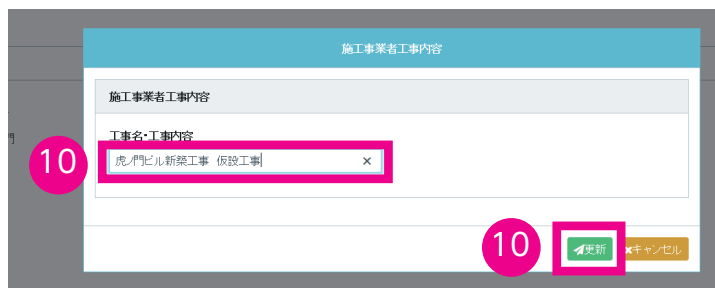 施工事業者工事内容
施工事業者工事内容
工事名・工事内容
10 虎ノ門ビル新築工事 仮設工事 ×
10 更新 ×キャンセル